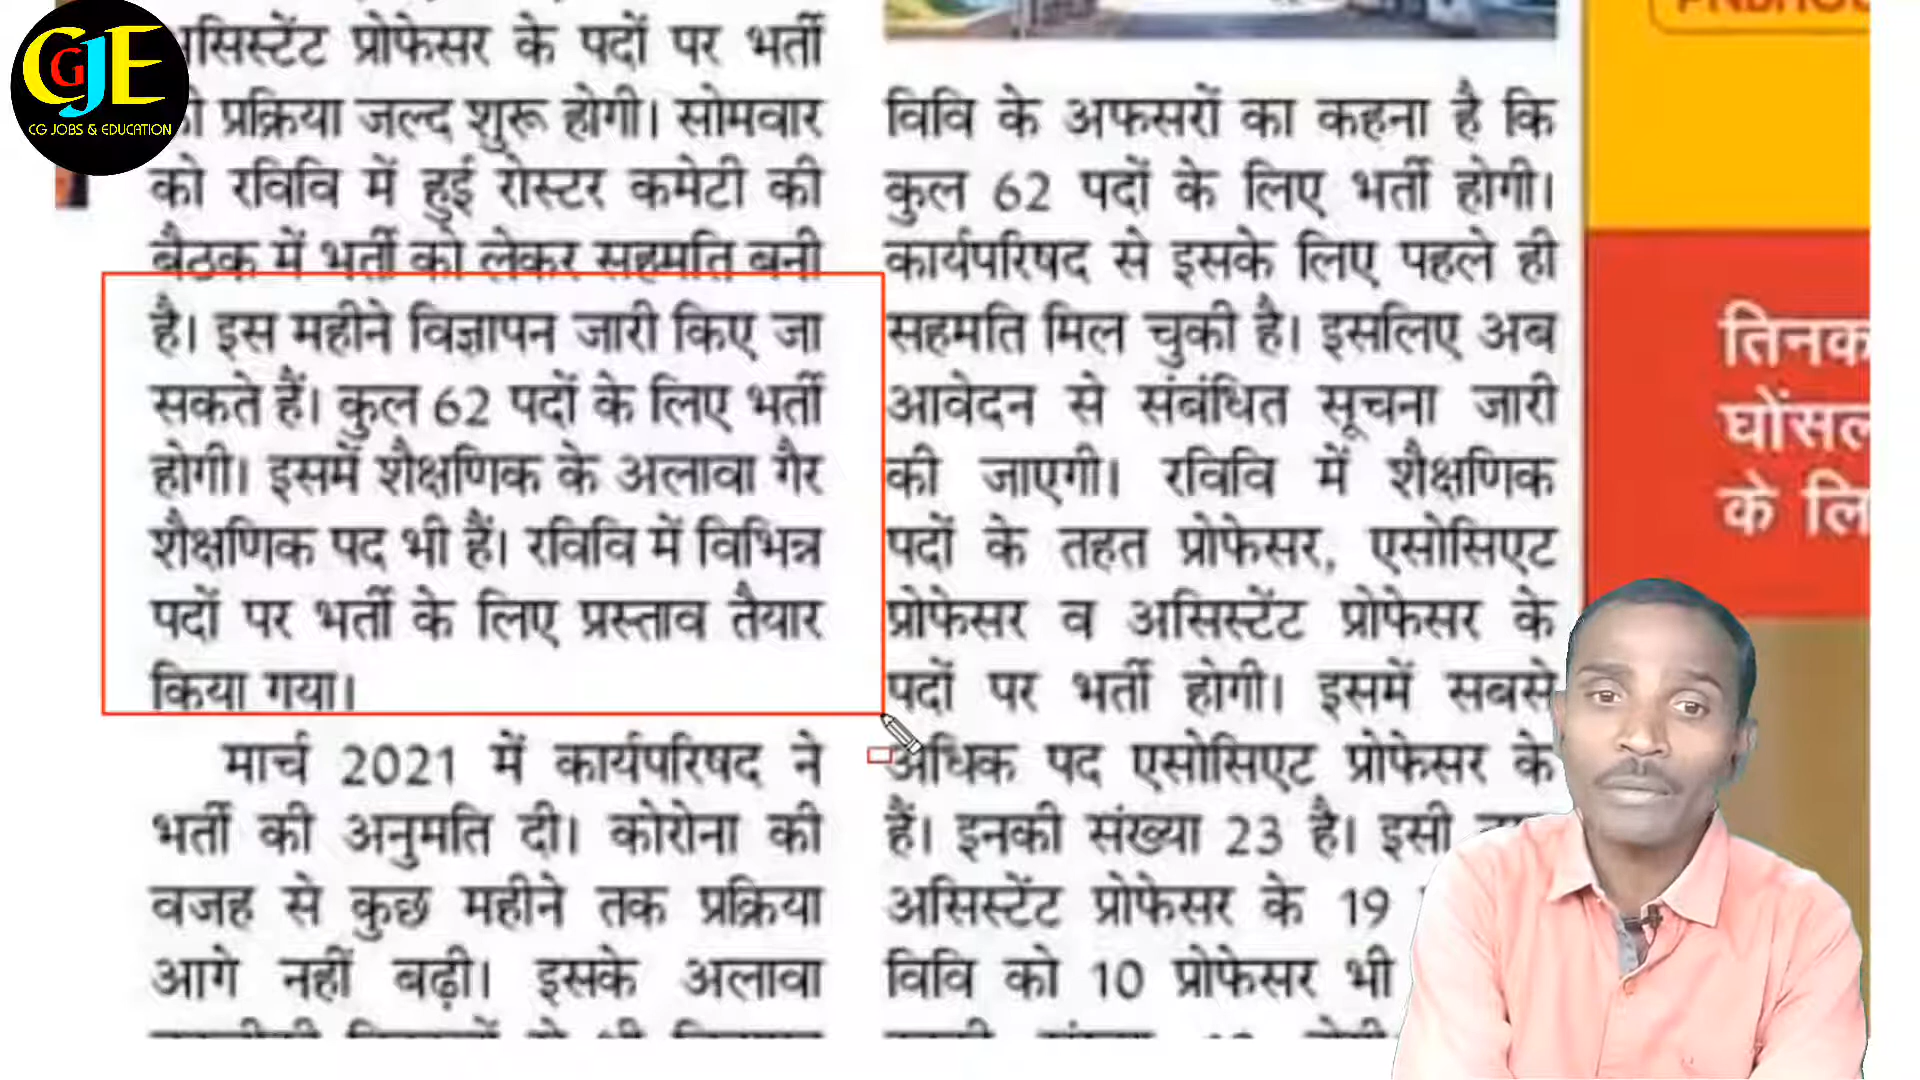 CGJE
CG JOBS & EDUCATION
प्रोफेसर के पदों पर भर्ती
प्रक्रिया जल्द शुरू होगी। सोमवार
को रविवि में हुई रोस्टर कमेटी की
बैठक में भर्ती को लेकर सहमति बनी
है। इस महीने विज्ञापन जारी किए जा
सकते हैं। कुल 62 पदों के लिए भर्ती
होगी। इसमें शैक्षणिक के अलावा गैर
शैक्षणिक पद भी हैं। रविवि में विभिन्न
पदों पर भर्ती के लिए प्रस्ताव तैयार
किया गया।
मार्च 2021 में कार्यपरिषद ने
भर्ती की अनुमति दी। कोरोना की
वजह से कुछ महीने तक प्रक्रिया
आगे नहीं बढ़ी। इसके अलावा
विवि के अफसरों का कहना है कि
कुल 62 पदों के लिए भर्ती होगी।
कार्यपरिषद से इसके लिए पहले ही
सहमति मिल चुकी है। इसलिए अब
आवेदन से संबंधित सूचना जारी
की जाएगी। रविवि में शैक्षणिक
पदों के तहत प्रोफेसर, एसोसिएट
प्रोफेसर व असिस्टेंट प्रोफेसर के
पदों पर भर्ती होगी। इसमें सबसे
अधिक पद एसोसिएट प्रोफेसर के
हैं। इनकी संख्या 23 है। इसी
असिस्टेंट प्रोफेसर के 19
विवि को 10 प्रोफेसर भी
के